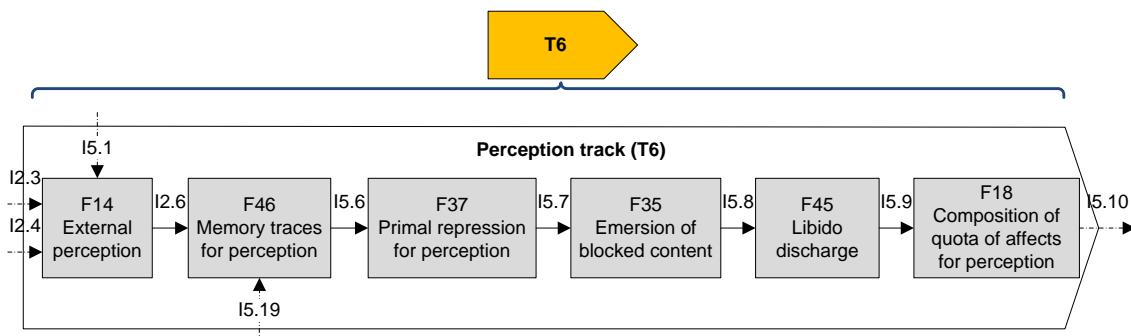 T6
Perception track (T6)
I5.1
I2.3
I2.4
F14
External
perception
I2.6
F46
Memory traces
for perception
I5.19
I5.6
F37
Primal repression
for perception
I5.7
F35
Emersion of
blocked content
I5.8
F45
Libido
discharge
I5.9
F18
Composition of
quota of affects
for perception
I5.10